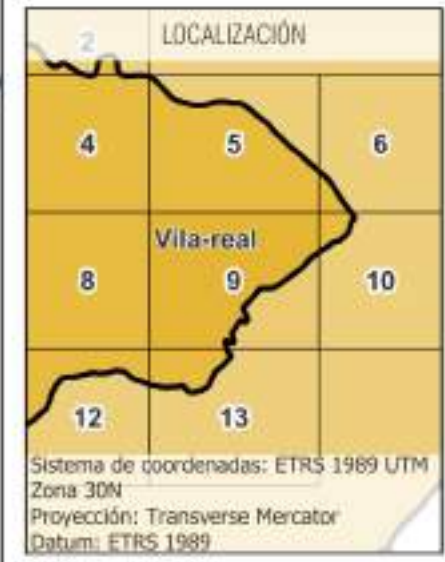 LOCALIZACIÓN
2
4 5 6
Vila-real
8 9 10
12 13
Sistema de coordenadas: ETRS 1989 UTM
Zona 30N
Proyección: Transverse Mercator
Datum: ETRS 1989